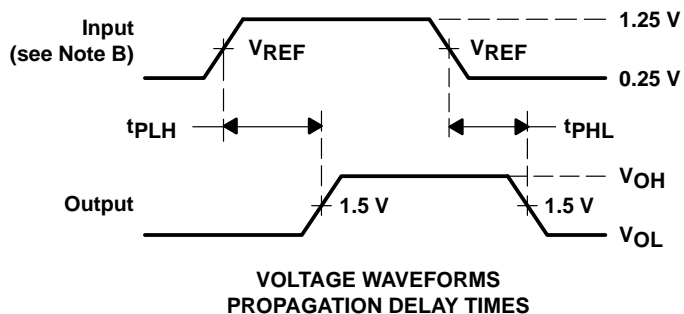 Input
(see Note B)
VREF
VREF
1.25 V
0.25 V
tPLH
tPHL
Output
1.5 V
1.5 V
VOH
VOL
VOLTAGE WAVEFORMS
PROPAGATION DELAY TIMES